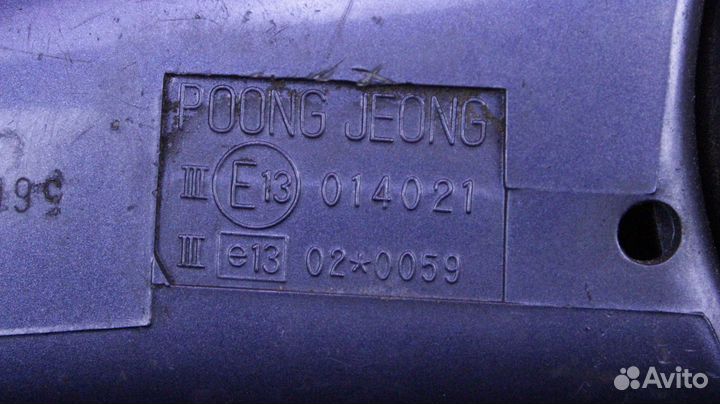 POONG JEONG
III E13 014021
III e13 02*0059
Avito